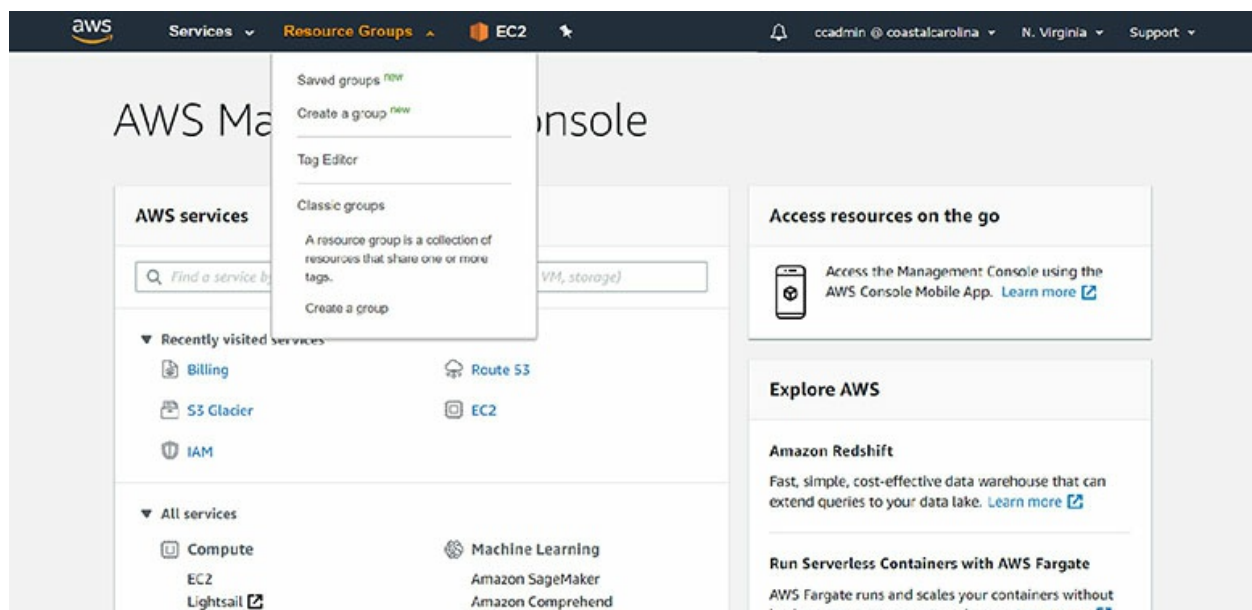 aws
Services
Resource Groups
EC2
ccadmin @ coastalcarolina
N. Virginia
Support
Saved groups new
Create a group new
Tag Editor
Classic groups
A resource group is a collection of
resources that share one or more
tags.
Create a group
AWS Ma
onsole
AWS services
Find a service by
VM, storage)
Recently visited services
Billing
Route 53
S3 Glacier
EC2
IAM
All services
Compute
EC2
Lightsail
Machine Learning
Amazon SageMaker
Amazon Comprehend
Access resources on the go
Access the Management Console using the
AWS Console Mobile App. Learn more
Explore AWS
Amazon Redshift
Fast, simple, cost-effective data warehouse that can
extend queries to your data lake. Learn more
Run Serverless Containers with AWS Fargate
AWS Fargate runs and scales your containers without